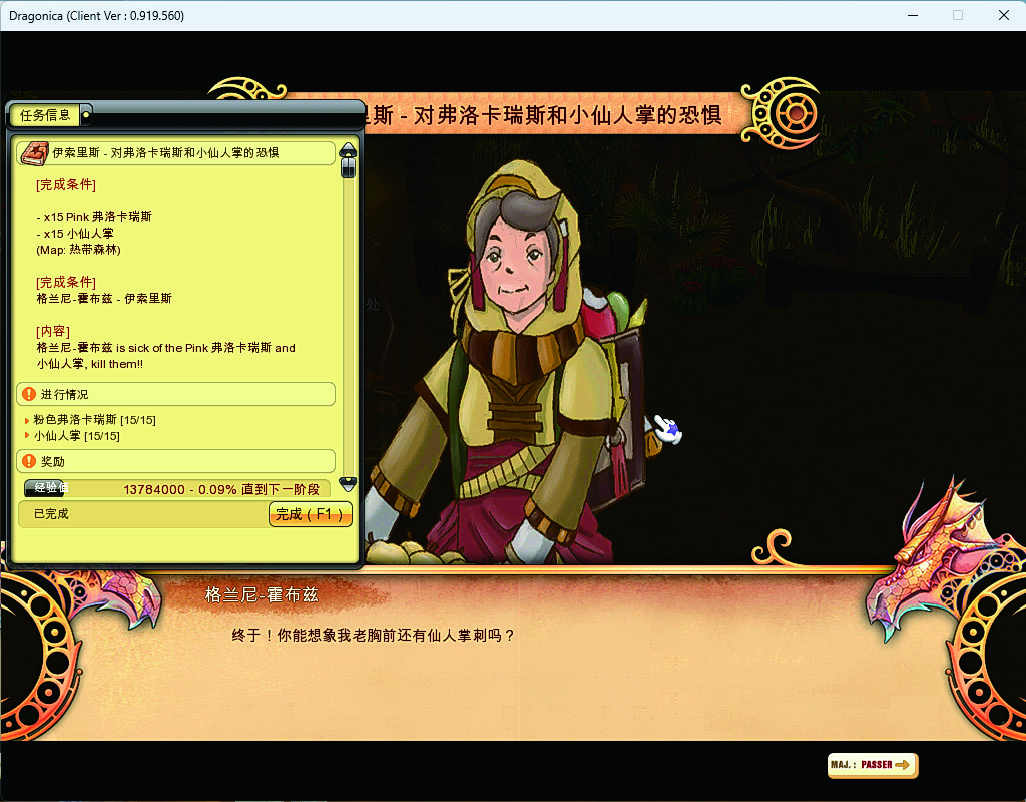 Dragonica (Client Ver : 0.919.560)
里斯 - 对弗洛卡瑞斯和小仙人掌的恐惧
任务信息
伊索里斯 - 对弗洛卡瑞斯和小仙人掌的恐惧
[完成条件]
- x15 Pink 弗洛卡瑞斯
- x15 小仙人掌
(Map: 热带森林)
[完成条件]
格兰尼-霍布兹 - 伊索里斯
[内容]
格兰尼-霍布兹 is sick of the Pink 弗洛卡瑞斯 and
小仙人掌, kill them!!
进行情况
粉色弗洛卡瑞斯 [15/15]
小仙人掌 [15/15]
奖励
经验值 13784000 - 0.09% 直到下一阶段
已完成 完成 ( F1 )
处
格兰尼-霍布兹
终于！你能想象我老胸前还有仙人掌刺吗？
MAJ. : PASSER